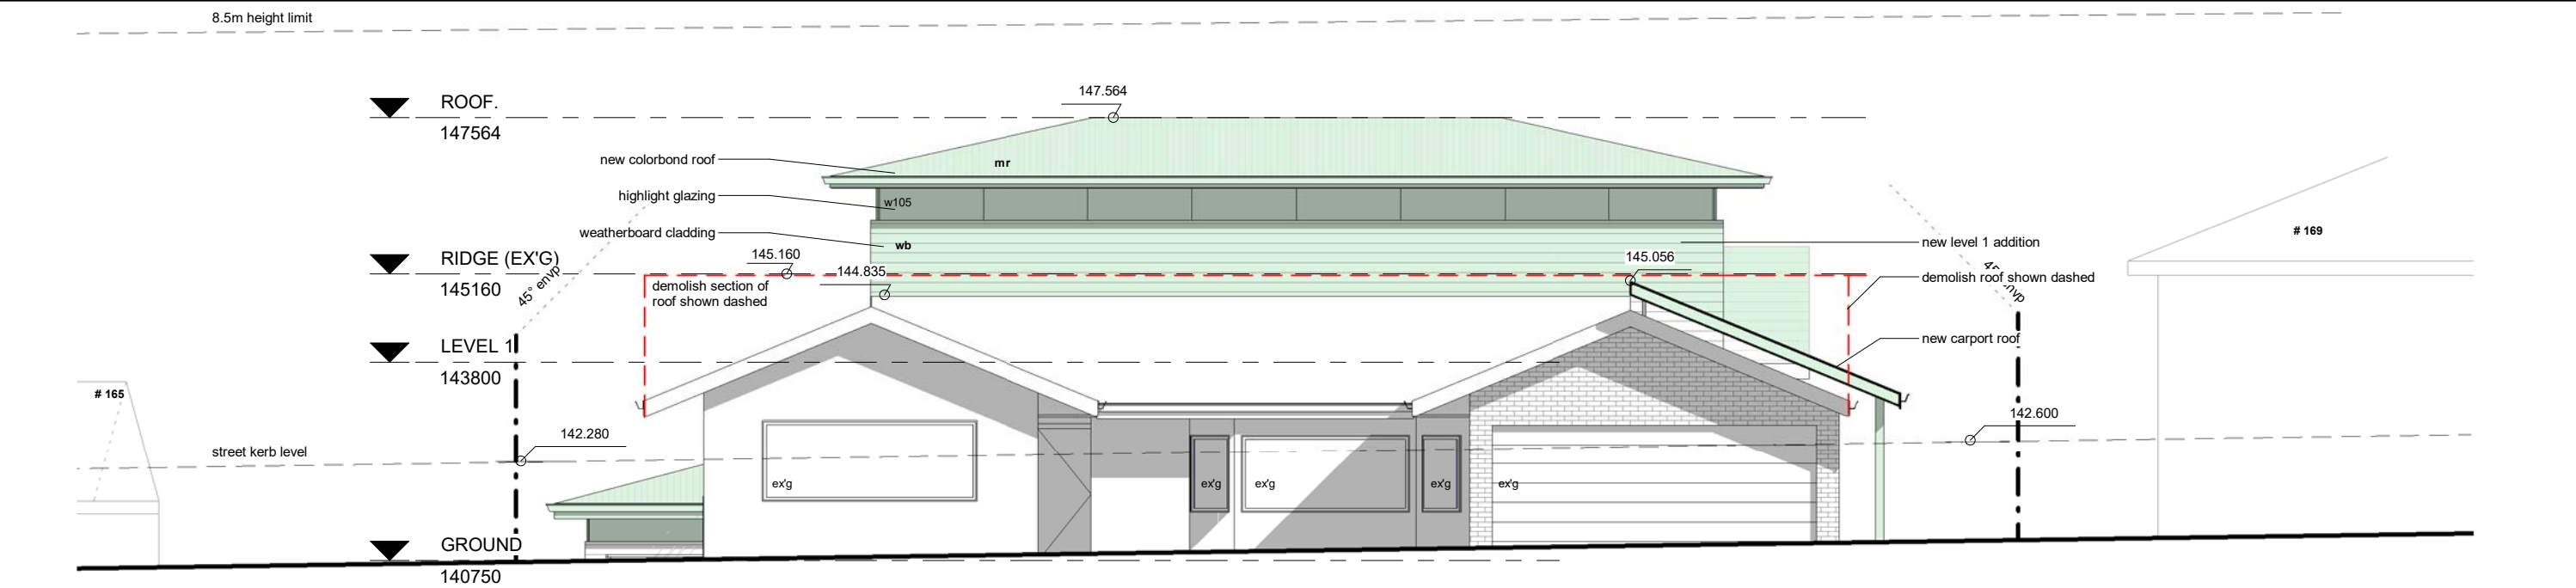 8.5m height limit
147.564
ROOF.
147564
new colorbond roof
mr
highlight glazing
w105
# 169
weatherboard cladding
wb
new level 1 addition
RIDGE (EX'G)
145.160
144.835
145.056
145160
demolish section of
roof shown dashed
demolish roof shown dashed
45° envp
LEVEL 1
new carport roof
143800
# 165
142.600
142.280
street kerb level
ex'g
ex'g
ex'g
ex'g
ex'g
GROUND
140750